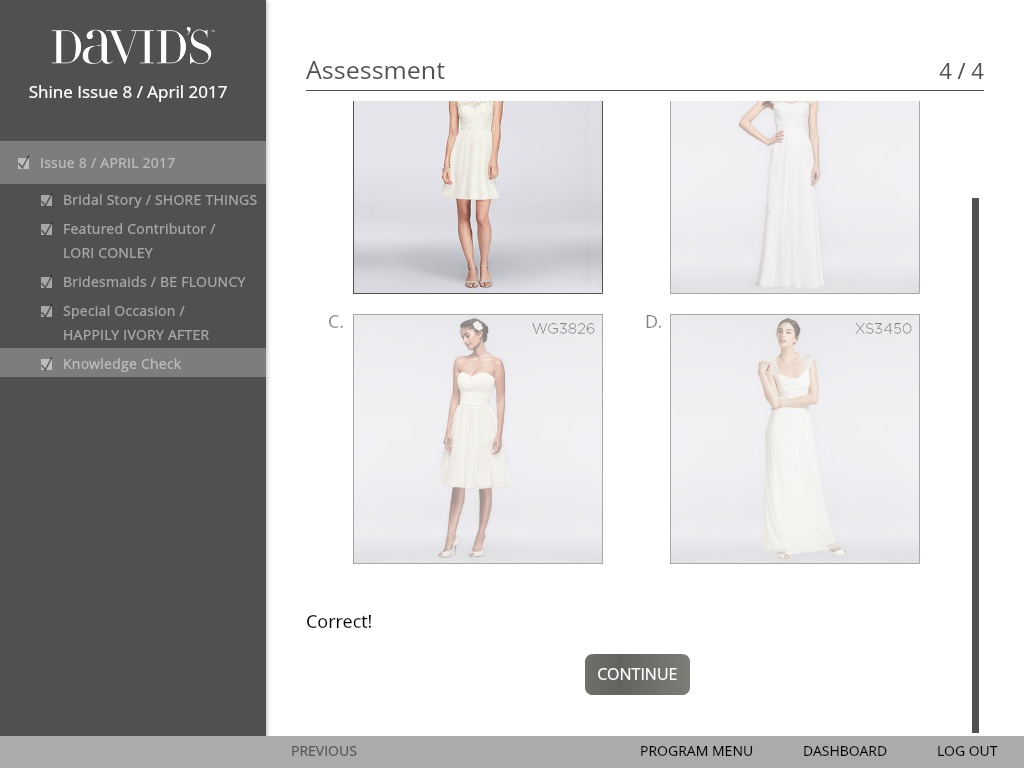 DAVID'S™
Shine Issue 8 / April 2017
Issue 8 / APRIL 2017
Bridal Story / SHORE THINGS
Featured Contributor /
LORI CONLEY
Bridesmaids / BE FLOUNCY
Special Occasion /
HAPPILY IVORY AFTER
Knowledge Check
Assessment 4 / 4
C. WG3826 D. XS3450
Correct!
CONTINUE
PREVIOUS PROGRAM MENU DASHBOARD LOG OUT